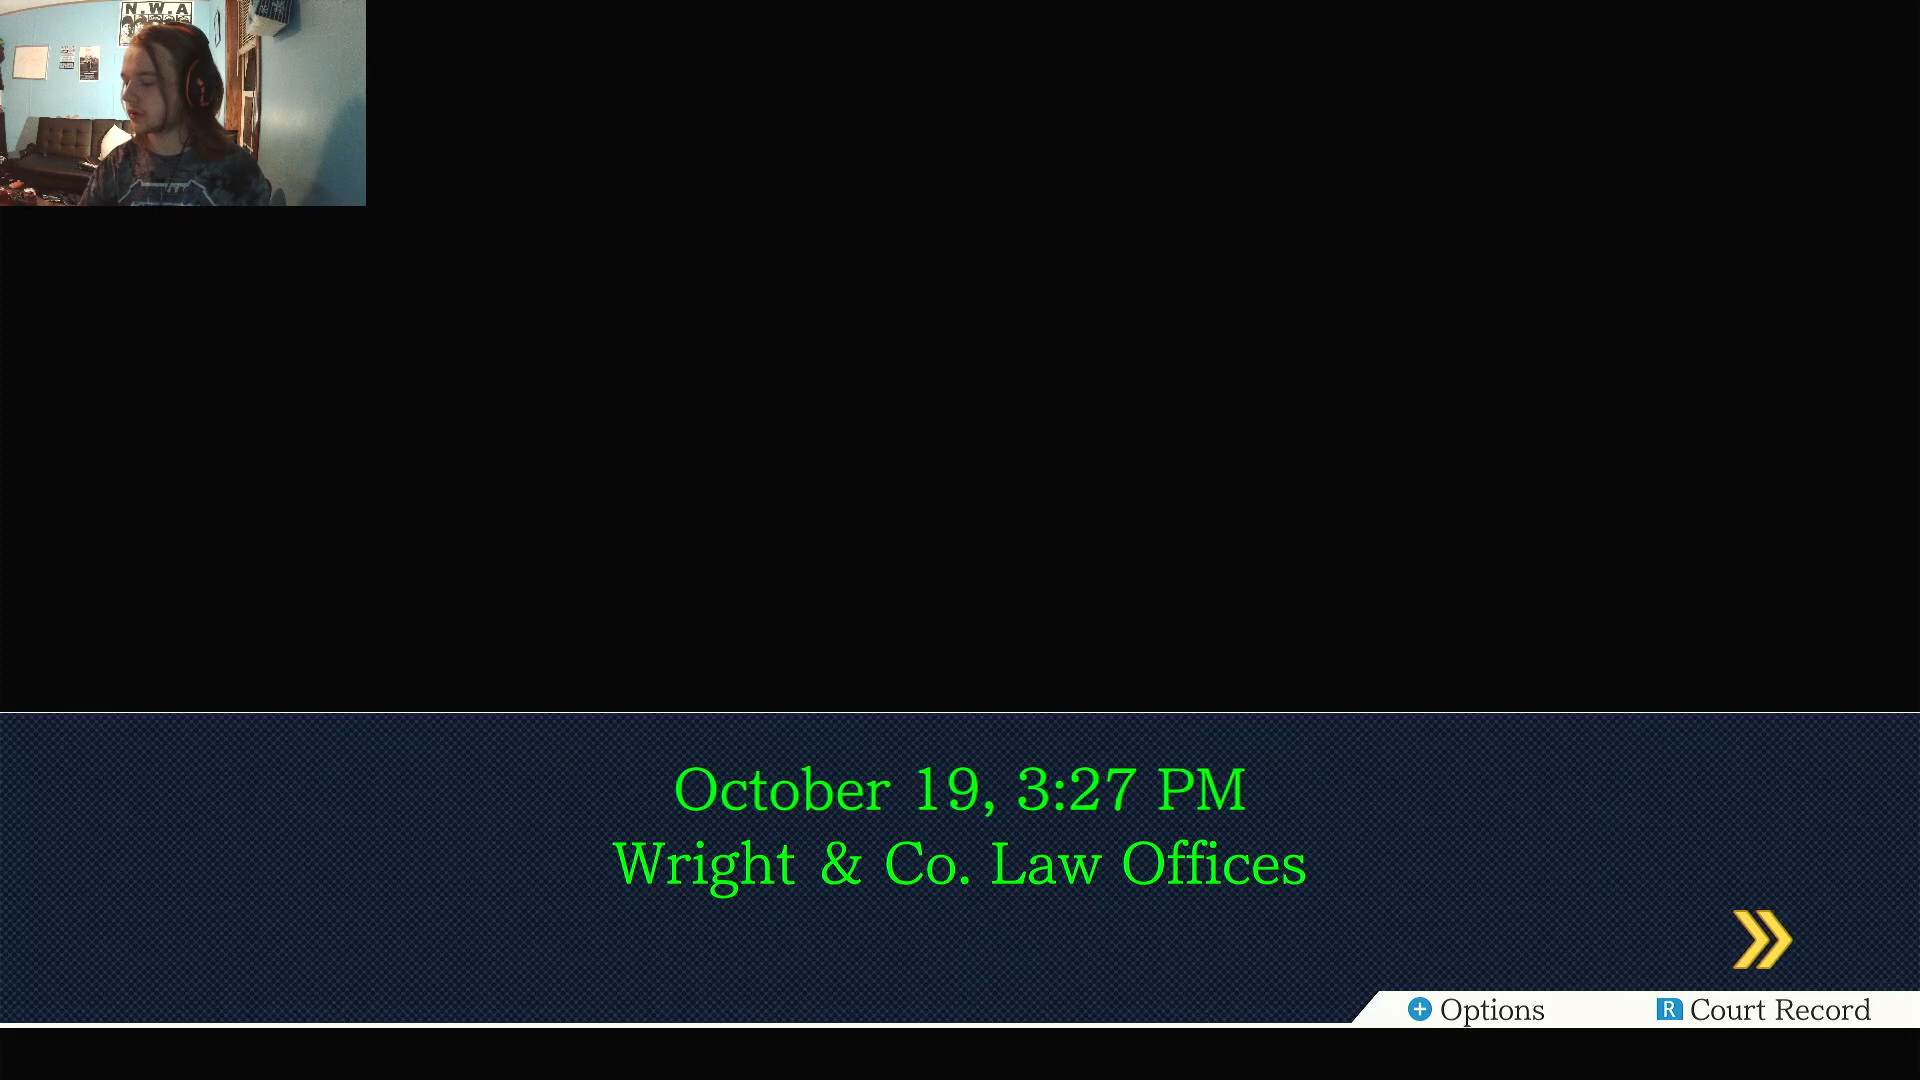 N.W.A
October 19, 3:27 PM
Wright & Co. Law Offices
+ Options
R Court Record